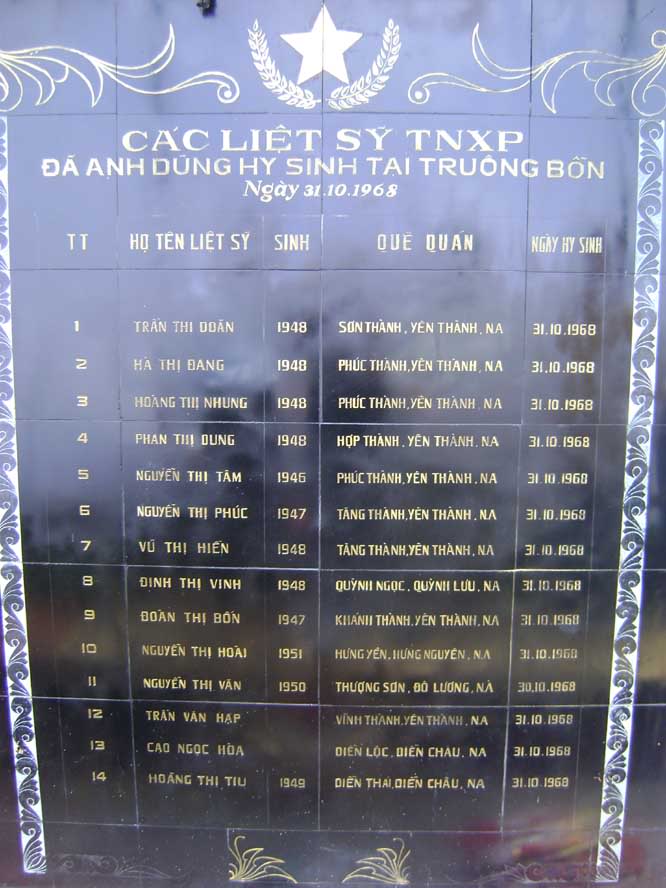 CÁC LIỆT SỸ TNXP
ĐÃ ANH DŨNG HY SINH TẠI TRUÔNG BỒN
Ngày 31.10.1968
TT HỌ TÊN LIỆT SỸ SINH QUÊ QUÁN NGÀY HY SINH
1 TRẦN THỊ DOÃN 1948 SƠN THÀNH, YÊN THÀNH, NA 31.10.1968
2 HÀ THỊ ĐANG 1948 PHÚC THÀNH, YÊN THÀNH, NA 31.10.1968
3 HOÀNG THỊ NHUNG 1948 PHÚC THÀNH, YÊN THÀNH, NA 31.10.1968
4 PHAN THỊ DUNG 1948 HỢP THÀNH, YÊN THÀNH, NA 31.10.1968
5 NGUYỄN THỊ TÂM 1946 PHÚC THÀNH, YÊN THÀNH, NA 31.10.1968
6 NGUYỄN THỊ PHÚC 1947 TĂNG THÀNH, YÊN THÀNH, NA 31.10.1968
7 VŨ THỊ HIÊN 1948 TĂNG THÀNH, YÊN THÀNH, NA 31.10.1968
8 ĐINH THỊ VINH 1948 QUỲNH NGỌC, QUỲNH LƯU, NA 31.10.1968
9 ĐOÀN THỊ BỐN 1947 KHÁNH THÀNH, YÊN THÀNH, NA 31.10.1968
10 NGUYỄN THỊ HOÀI 1951 HƯNG YÊN, HƯNG NGUYÊN, NA 31.10.1968
11 NGUYỄN THỊ VÂN 1950 THƯỢNG SƠN, ĐÔ LƯƠNG, NA 30.10.1968
12 TRẦN VĂN HẠP VĨNH THÀNH, YÊN THÀNH, NA 31.10.1968
13 CAO NGỌC HÒA DIỄN LỘC, DIỄN CHÂU, NA 31.10.1968
14 HOÀNG THỊ TIU 1949 DIỄN THÁI, DIỄN CHÂU, NA 31.10.1968